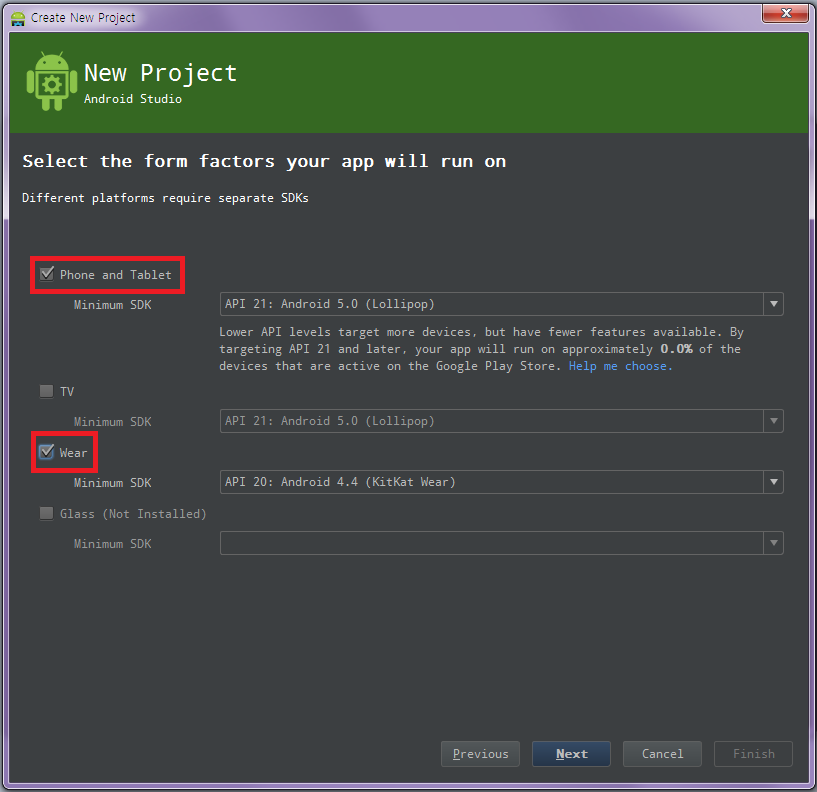 Create New Project
New Project
Android Studio
Select the form factors your app will run on
Different platforms require separate SDKs
Phone and Tablet
Minimum SDK
API 21: Android 5.0 (Lollipop)
Lower API levels target more devices, but have fewer features available. By
targeting API 21 and later, your app will run on approximately 0.0% of the
devices that are active on the Google Play Store. Help me choose.
TV
Minimum SDK
API 21: Android 5.0 (Lollipop)
Wear
Minimum SDK
API 20: Android 4.4 (KitKat Wear)
Glass (Not Installed)
Minimum SDK
Previous
Next
Cancel
Finish